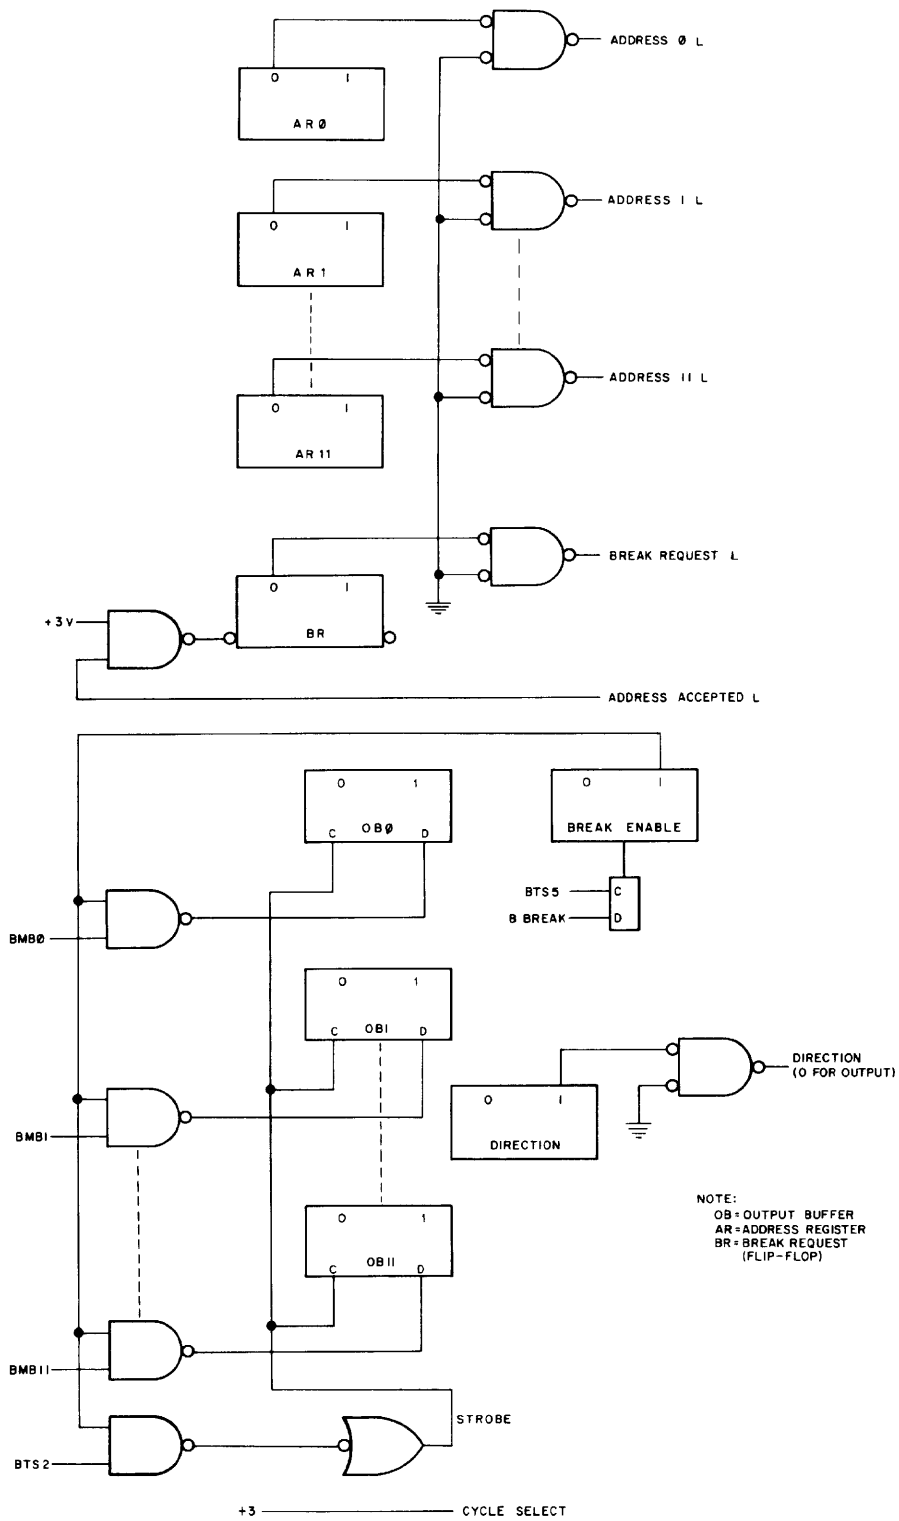 ADDRESS Ø L
0 1
AR Ø
ADDRESS 1 L
0 1
AR 1
ADDRESS 11 L
0 1
AR 11
BREAK REQUEST L
0 1
+3V
BR
ADDRESS ACCEPTED L
0 1
OBØ
C D
0 1
BREAK ENABLE
BTS5 C
B BREAK D
BMBØ
0 1
OB1
C D
DIRECTION
(0 FOR OUTPUT)
0 1
DIRECTION
BMB1
NOTE:
OB = OUTPUT BUFFER
AR = ADDRESS REGISTER
BR = BREAK REQUEST
(FLIP-FLOP)
0 1
OB11
C D
BMB11
STROBE
BTS2
+3 CYCLE SELECT